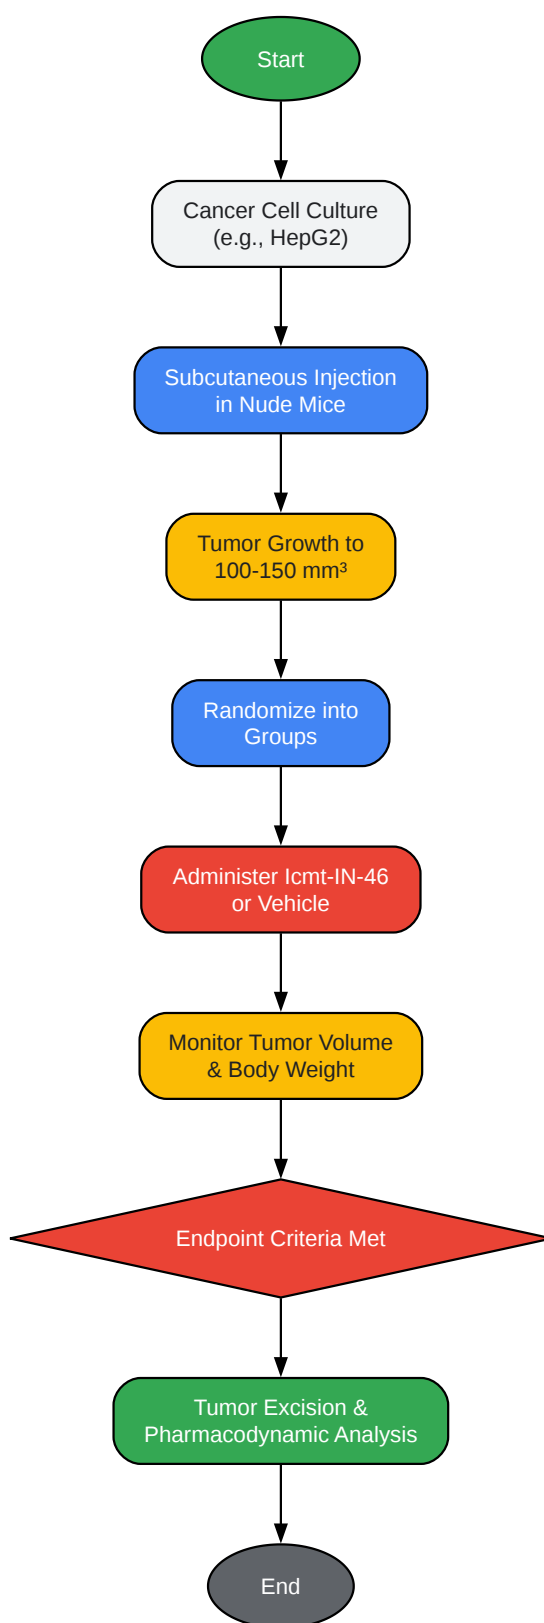 Start
Cancer Cell Culture
(e.g., HepG2)
Subcutaneous Injection
in Nude Mice
Tumor Growth to
100-150 mm³
Randomize into
Groups
Administer Icmt-IN-46
or Vehicle
Monitor Tumor Volume
& Body Weight
Endpoint Criteria Met
Tumor Excision &
Pharmacodynamic Analysis
End